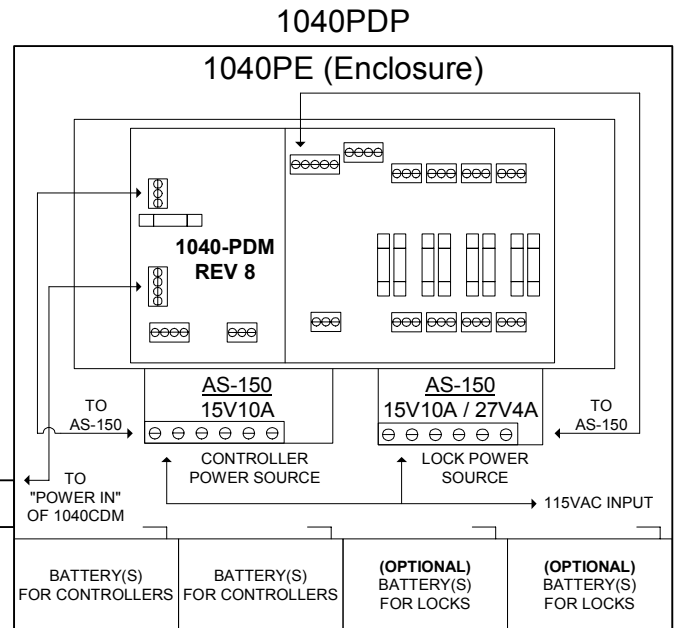 1040PDP
1040PE (Enclosure)
1040-PDM
REV 8
AS-150
15V10A
AS-150
15V10A / 27V4A
TO
AS-150
TO
AS-150
CONTROLLER
POWER SOURCE
LOCK POWER
SOURCE
TO
"POWER IN"
OF 1040CDM
115VAC INPUT
BATTERY(S)
FOR CONTROLLERS
BATTERY(S)
FOR CONTROLLERS
(OPTIONAL)
BATTERY(S)
FOR LOCKS
(OPTIONAL)
BATTERY(S)
FOR LOCKS